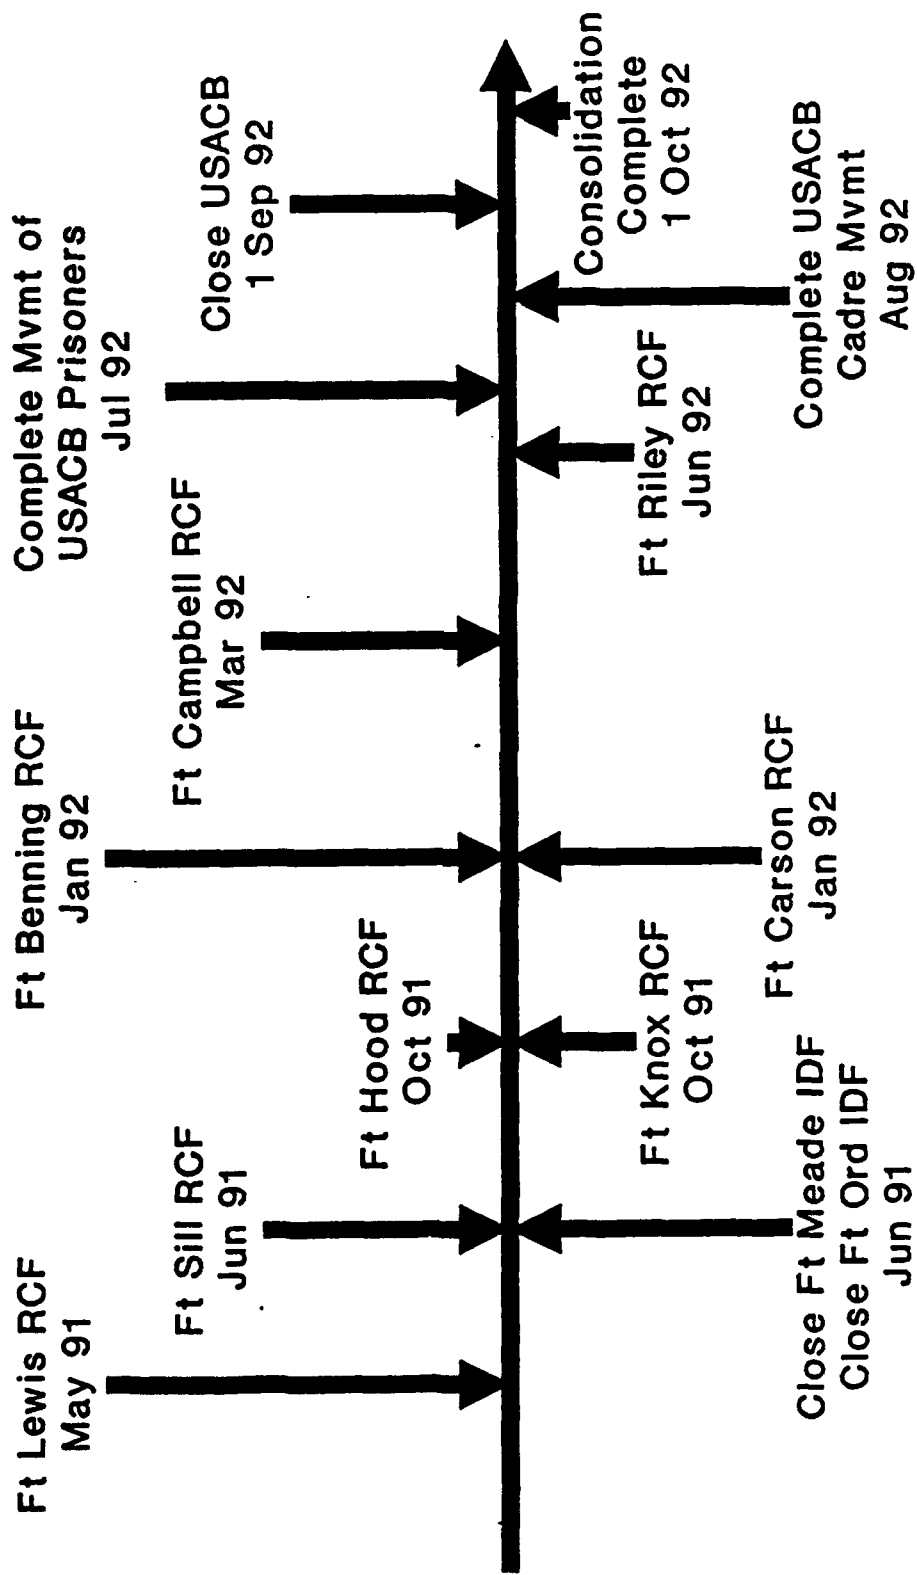 Ft Lewis RCF
May 91
Ft Sill RCF
Jun 91
Close Ft Meade IDF
Close Ft Ord IDF
Jun 91
Ft Hood RCF
Oct 91
Ft Knox RCF
Oct 91
Ft Benning RCF
Jan 92
Ft Carson RCF
Jan 92
Ft Campbell RCF
Mar 92
Ft Riley RCF
Jun 92
Complete Mvmt of
USACB Prisoners
Jul 92
Complete USACB
Cadre Mvmt
Aug 92
Close USACB
1 Sep 92
Consolidation
Complete
1 Oct 92